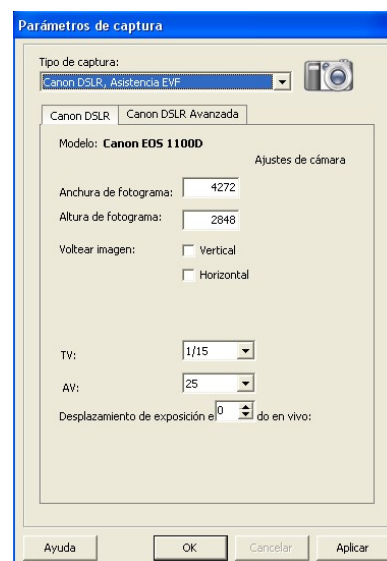 Parámetros de captura
Tipo de captura:
Canon DSLR, Asistencia EVF
Canon DSLR
Canon DSLR Avanzada
Modelo: Canon EOS 1100D
Ajustes de cámara
Anchura de fotograma: 4272
Altura de fotograma: 2848
Voltear imagen: Vertical
Horizontal
TV: 1/15
AV: 25
Desplazamiento de exposición e 0 do en vivo:
Ayuda OK Cancelar Aplicar